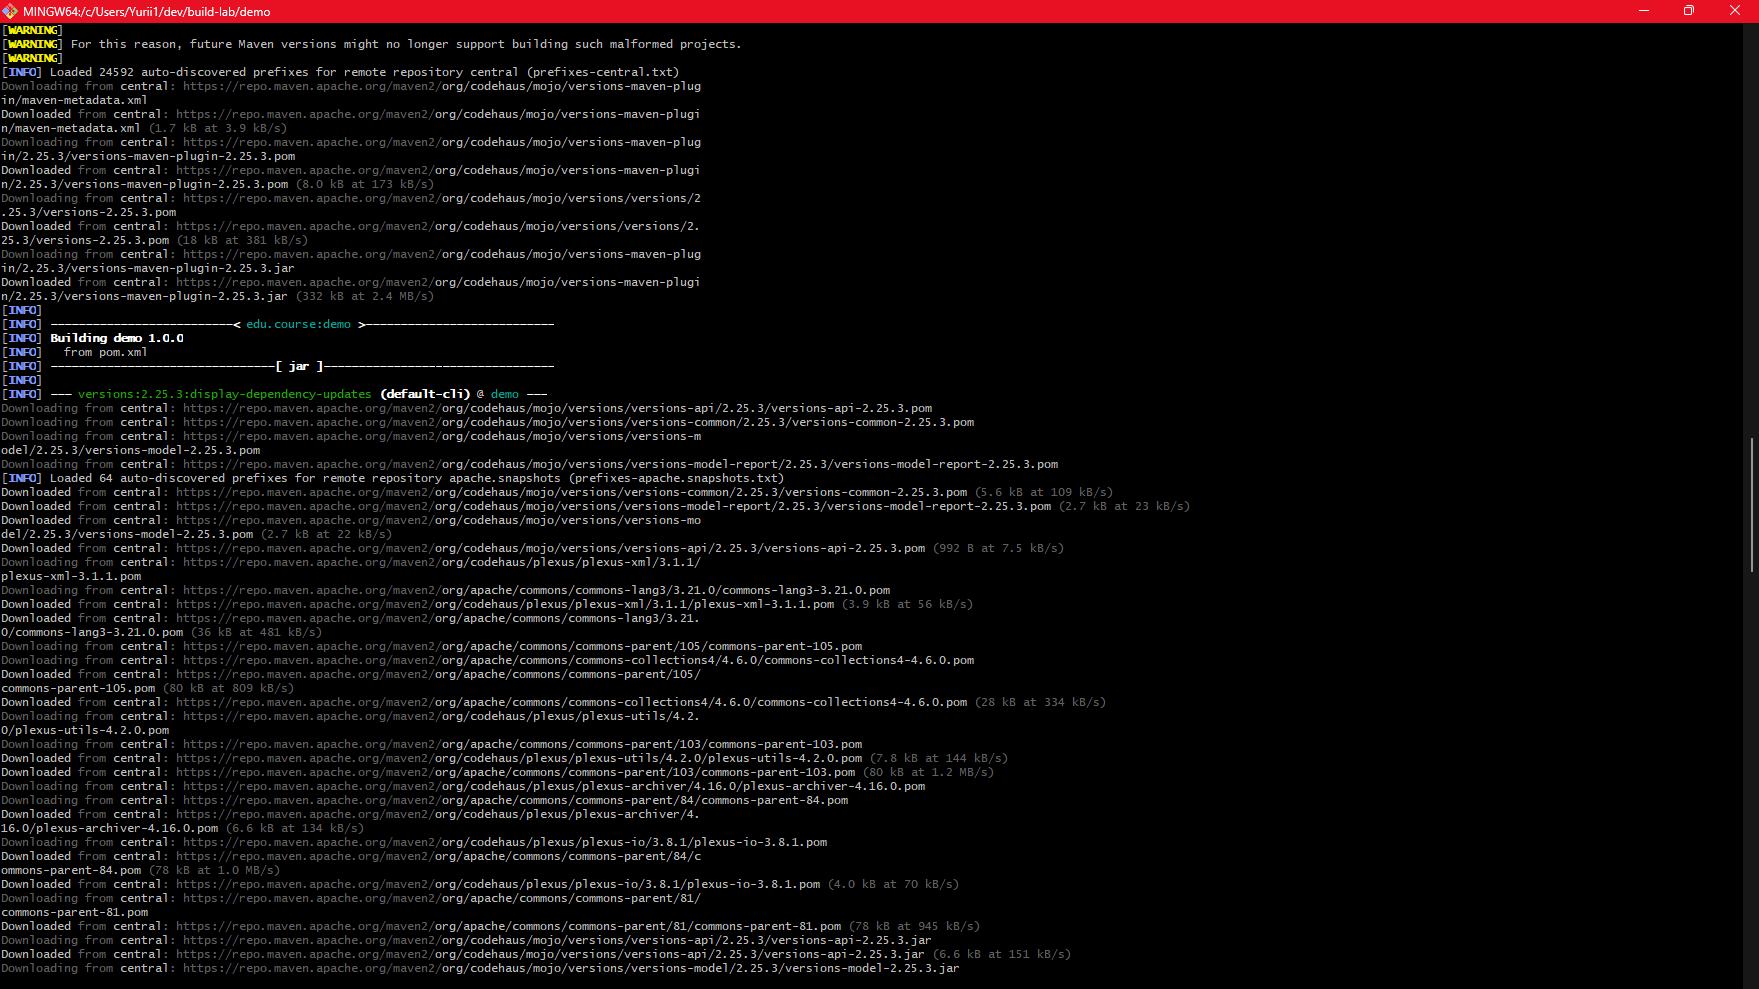 MINGW64:/c/Users/Yurii1/dev/build-lab/demo
[WARNING]
[WARNING] For this reason, future Maven versions might no longer support building such malformed projects.
[WARNING]
[INFO] Loaded 24592 auto-discovered prefixes for remote repository central (prefixes-central.txt)
Downloading from central: https://repo.maven.apache.org/maven2/org/codehaus/mojo/versions-maven-plug
in/maven-metadata.xml
Downloaded from central: https://repo.maven.apache.org/maven2/org/codehaus/mojo/versions-maven-plugi
n/maven-metadata.xml (1.7 kB at 3.9 kB/s)
Downloading from central: https://repo.maven.apache.org/maven2/org/codehaus/mojo/versions-maven-plug
in/2.25.3/versions-maven-plugin-2.25.3.pom
Downloaded from central: https://repo.maven.apache.org/maven2/org/codehaus/mojo/versions-maven-plugi
n/2.25.3/versions-maven-plugin-2.25.3.pom (8.0 kB at 173 kB/s)
Downloading from central: https://repo.maven.apache.org/maven2/org/codehaus/mojo/versions/versions/2
.25.3/versions-2.25.3.pom
Downloaded from central: https://repo.maven.apache.org/maven2/org/codehaus/mojo/versions/versions/2.
25.3/versions-2.25.3.pom (18 kB at 381 kB/s)
Downloading from central: https://repo.maven.apache.org/maven2/org/codehaus/mojo/versions-maven-plug
in/2.25.3/versions-maven-plugin-2.25.3.jar
Downloaded from central: https://repo.maven.apache.org/maven2/org/codehaus/mojo/versions-maven-plugi
n/2.25.3/versions-maven-plugin-2.25.3.jar (332 kB at 2.4 MB/s)
[INFO]
[INFO] --------------------------< edu.course:demo >---------------------------
[INFO] Building demo 1.0.0
[INFO]   from pom.xml
[INFO] --------------------------------[ jar ]---------------------------------
[INFO]
[INFO] --- versions:2.25.3:display-dependency-updates (default-cli) @ demo ---
Downloading from central: https://repo.maven.apache.org/maven2/org/codehaus/mojo/versions/versions-api/2.25.3/versions-api-2.25.3.pom
Downloading from central: https://repo.maven.apache.org/maven2/org/codehaus/mojo/versions/versions-common/2.25.3/versions-common-2.25.3.pom
Downloading from central: https://repo.maven.apache.org/maven2/org/codehaus/mojo/versions/versions-m
odel/2.25.3/versions-model-2.25.3.pom
Downloading from central: https://repo.maven.apache.org/maven2/org/codehaus/mojo/versions/versions-model-report/2.25.3/versions-model-report-2.25.3.pom
[INFO] Loaded 64 auto-discovered prefixes for remote repository apache.snapshots (prefixes-apache.snapshots.txt)
Downloaded from central: https://repo.maven.apache.org/maven2/org/codehaus/mojo/versions/versions-common/2.25.3/versions-common-2.25.3.pom (5.6 kB at 109 kB/s)
Downloaded from central: https://repo.maven.apache.org/maven2/org/codehaus/mojo/versions/versions-model-report/2.25.3/versions-model-report-2.25.3.pom (2.7 kB at 23 kB/s)
Downloaded from central: https://repo.maven.apache.org/maven2/org/codehaus/mojo/versions/versions-mo
del/2.25.3/versions-model-2.25.3.pom (2.7 kB at 22 kB/s)
Downloaded from central: https://repo.maven.apache.org/maven2/org/codehaus/mojo/versions/versions-api/2.25.3/versions-api-2.25.3.pom (992 B at 7.5 kB/s)
Downloading from central: https://repo.maven.apache.org/maven2/org/codehaus/plexus/plexus-xml/3.1.1/
plexus-xml-3.1.1.pom
Downloading from central: https://repo.maven.apache.org/maven2/org/apache/commons/commons-lang3/3.21.0/commons-lang3-3.21.0.pom
Downloaded from central: https://repo.maven.apache.org/maven2/org/codehaus/plexus/plexus-xml/3.1.1/plexus-xml-3.1.1.pom (3.9 kB at 56 kB/s)
Downloaded from central: https://repo.maven.apache.org/maven2/org/apache/commons/commons-lang3/3.21.
0/commons-lang3-3.21.0.pom (36 kB at 481 kB/s)
Downloading from central: https://repo.maven.apache.org/maven2/org/apache/commons/commons-parent/105/commons-parent-105.pom
Downloading from central: https://repo.maven.apache.org/maven2/org/apache/commons/commons-collections4/4.6.0/commons-collections4-4.6.0.pom
Downloaded from central: https://repo.maven.apache.org/maven2/org/apache/commons/commons-parent/105/
commons-parent-105.pom (80 kB at 809 kB/s)
Downloaded from central: https://repo.maven.apache.org/maven2/org/apache/commons/commons-collections4/4.6.0/commons-collections4-4.6.0.pom (28 kB at 334 kB/s)
Downloading from central: https://repo.maven.apache.org/maven2/org/codehaus/plexus/plexus-utils/4.2.
0/plexus-utils-4.2.0.pom
Downloading from central: https://repo.maven.apache.org/maven2/org/apache/commons/commons-parent/103/commons-parent-103.pom
Downloaded from central: https://repo.maven.apache.org/maven2/org/codehaus/plexus/plexus-utils/4.2.0/plexus-utils-4.2.0.pom (7.8 kB at 144 kB/s)
Downloaded from central: https://repo.maven.apache.org/maven2/org/apache/commons/commons-parent/103/commons-parent-103.pom (80 kB at 1.2 MB/s)
Downloading from central: https://repo.maven.apache.org/maven2/org/codehaus/plexus/plexus-archiver/4.16.0/plexus-archiver-4.16.0.pom
Downloading from central: https://repo.maven.apache.org/maven2/org/apache/commons/commons-parent/84/commons-parent-84.pom
Downloaded from central: https://repo.maven.apache.org/maven2/org/codehaus/plexus/plexus-archiver/4.
16.0/plexus-archiver-4.16.0.pom (6.6 kB at 134 kB/s)
Downloading from central: https://repo.maven.apache.org/maven2/org/codehaus/plexus/plexus-io/3.8.1/plexus-io-3.8.1.pom
Downloaded from central: https://repo.maven.apache.org/maven2/org/apache/commons/commons-parent/84/c
ommons-parent-84.pom (78 kB at 1.0 MB/s)
Downloaded from central: https://repo.maven.apache.org/maven2/org/codehaus/plexus/plexus-io/3.8.1/plexus-io-3.8.1.pom (4.0 kB at 70 kB/s)
Downloading from central: https://repo.maven.apache.org/maven2/org/apache/commons/commons-parent/81/
commons-parent-81.pom
Downloaded from central: https://repo.maven.apache.org/maven2/org/apache/commons/commons-parent/81/commons-parent-81.pom (78 kB at 945 kB/s)
Downloading from central: https://repo.maven.apache.org/maven2/org/codehaus/mojo/versions/versions-api/2.25.3/versions-api-2.25.3.jar
Downloaded from central: https://repo.maven.apache.org/maven2/org/codehaus/mojo/versions/versions-api/2.25.3/versions-api-2.25.3.jar (6.6 kB at 151 kB/s)
Downloading from central: https://repo.maven.apache.org/maven2/org/codehaus/mojo/versions/versions-model/2.25.3/versions-model-2.25.3.jar